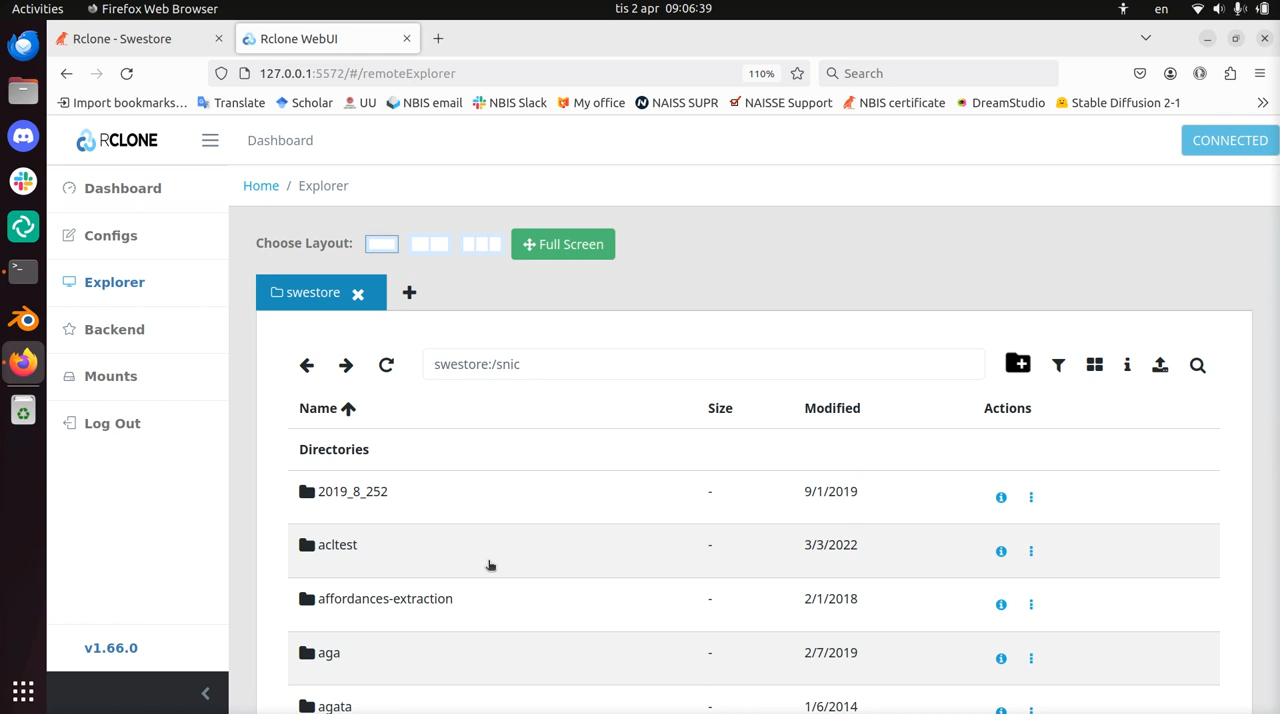 Activities Firefox Web Browser tis 2 apr 09:06:39 en
Rclone - Swestore Rclone WebUI
127.0.0.1:5572/#/remoteExplorer 110% Search
Import bookmarks... Translate Scholar UU NBIS email NBIS Slack My office NAISS SUPR NAISSE Support NBIS certificate DreamStudio Stable Diffusion 2-1
RCLONE Dashboard CONNECTED
Dashboard
Home / Explorer
Configs
Choose Layout: Full Screen
Explorer
swestore
Backend
swestore:/snic
Mounts
Name Size Modified Actions
Log Out
Directories
2019_8_252 - 9/1/2019
acltest - 3/3/2022
affordances-extraction - 2/1/2018
aga - 2/7/2019
v1.66.0
agata - 1/6/2014